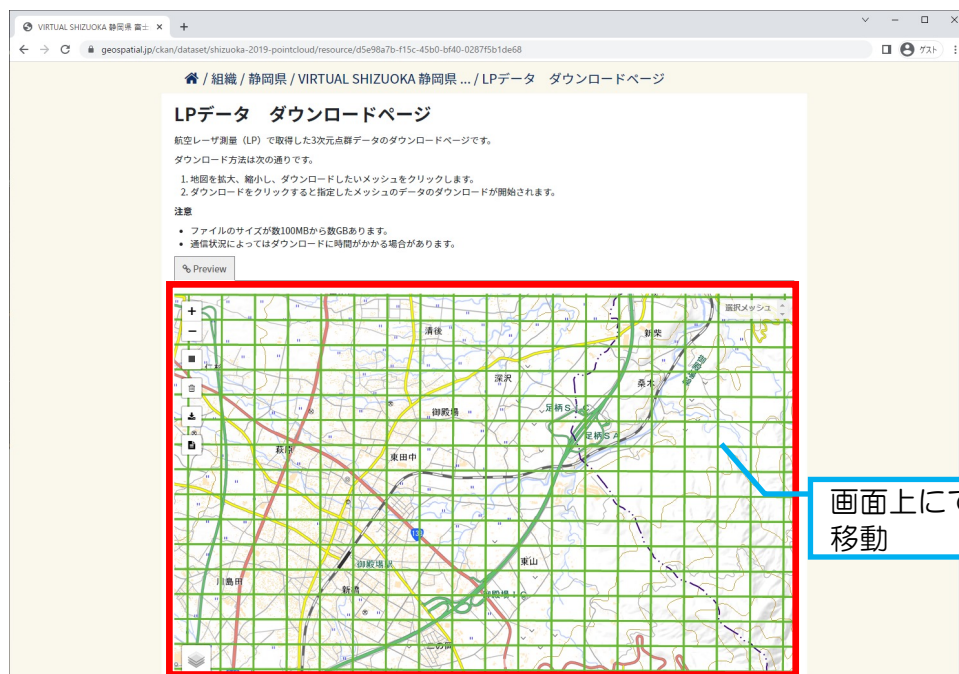 VIRTUAL SHIZUOKA 静岡県 富士
geospatial.jp/ckan/dataset/shizuoka-2019-pointcloud/resource/d5e98a7b-f15c-45b0-bf40-0287f5b1de68
ゲスト
/ 組織 / 静岡県 / VIRTUAL SHIZUOKA 静岡県 ... / LPデータ ダウンロードページ
LPデータ ダウンロードページ
航空レーザ測量（LP）で取得した3次元点群データのダウンロードページです。
ダウンロード方法は次の通りです。
1. 地図を拡大、縮小し、ダウンロードしたいメッシュをクリックします。
2. ダウンロードをクリックすると指定したメッシュのデータのダウンロードが開始されます。
注意
• ファイルのサイズが数100MBから数GBあります。
• 通信状況によってはダウンロードに時間がかかる場合があります。
Preview
選択メッシュ
清後
新柴
深沢
桑木
御殿場
足柄S
足柄SA
萩原
東田中
138
御殿場
東山
川島田
新橋
御殿場IC
二の岡
画面上にて
移動